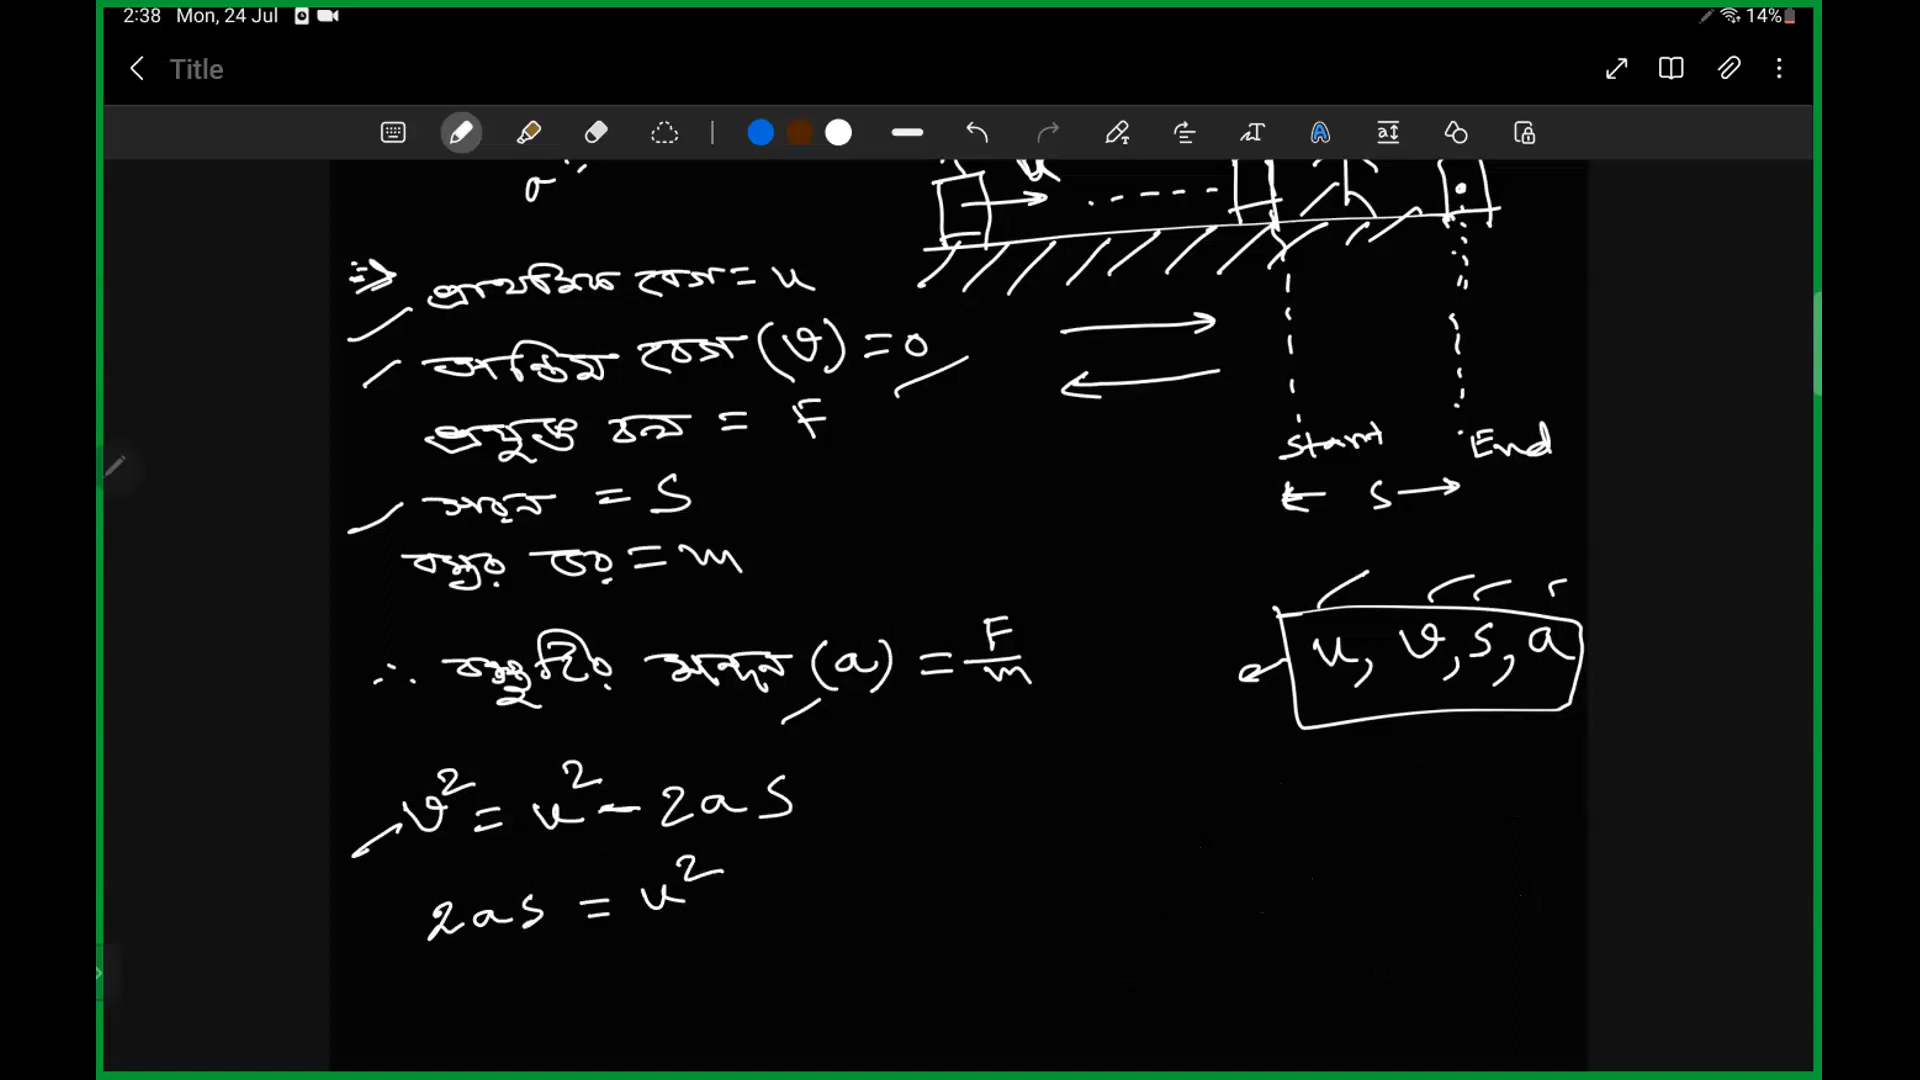 2:38 Mon, 24 Jul 14%
Title
a
u
⇒ প্রাথমিক বেগ = u
অন্তিম বেগ (v) = 0
প্রযুক্ত বল = F
সরন = S
বস্তুর ভর = m
∴ বস্তুটির মন্দন (a) = F/m
v² = u² - 2as
2as = u²
Start End
← s →
u, v, s, a